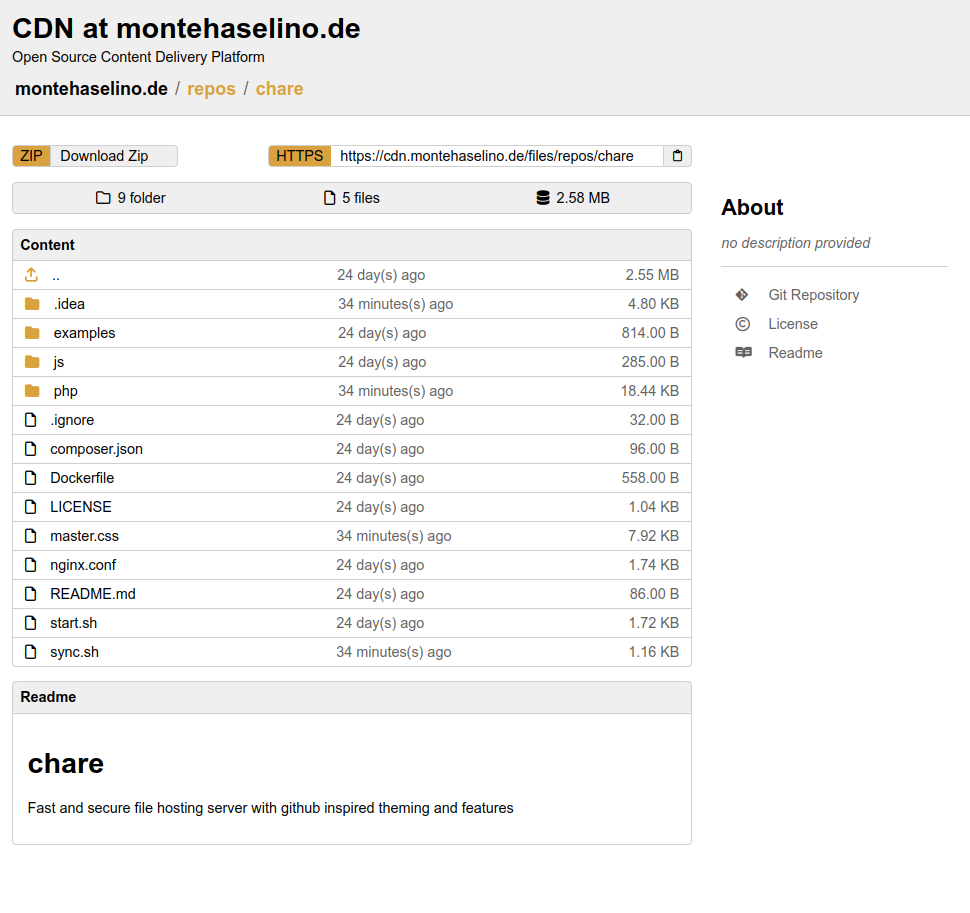 CDN at montehaselino.de
Open Source Content Delivery Platform
montehaselino.de / repos / chare
ZIP Download Zip HTTPS https://cdn.montehaselino.de/files/repos/chare
9 folder 5 files 2.58 MB
About
no description provided
Git Repository
License
Readme
Content
.. 24 day(s) ago 2.55 MB
.idea 34 minutes(s) ago 4.80 KB
examples 24 day(s) ago 814.00 B
js 24 day(s) ago 285.00 B
php 34 minutes(s) ago 18.44 KB
.ignore 24 day(s) ago 32.00 B
composer.json 24 day(s) ago 96.00 B
Dockerfile 24 day(s) ago 558.00 B
LICENSE 24 day(s) ago 1.04 KB
master.css 34 minutes(s) ago 7.92 KB
nginx.conf 24 day(s) ago 1.74 KB
README.md 24 day(s) ago 86.00 B
start.sh 24 day(s) ago 1.72 KB
sync.sh 34 minutes(s) ago 1.16 KB
Readme
chare
Fast and secure file hosting server with github inspired theming and features